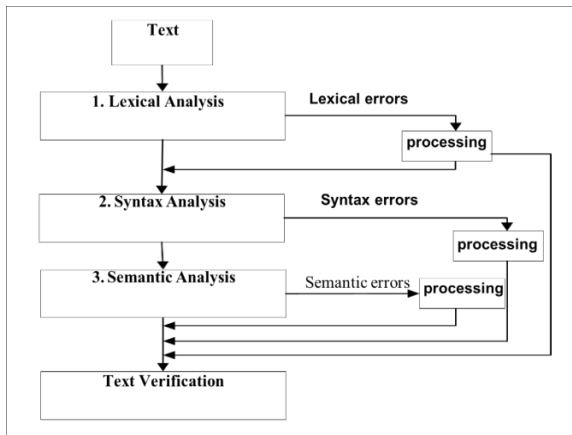 Text
1. Lexical Analysis
Lexical errors
processing
2. Syntax Analysis
Syntax errors
processing
3. Semantic Analysis
Semantic errors
processing
Text Verification